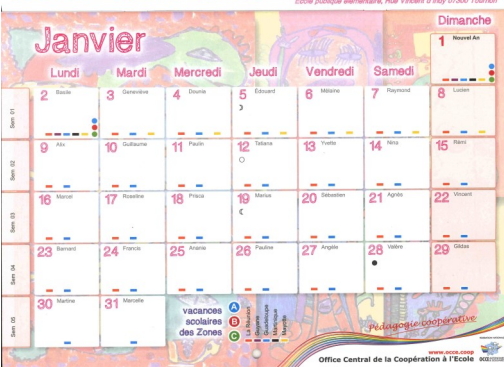 Ecole publique élémentaire, Rue Vincent d'Indy 07300 Tournon
Janvier
Dimanche
1 Nouvel An
Lundi Mardi Mercredi Jeudi Vendredi Samedi
Sem 01
2 Basile
3 Geneviève
4
5 Édouard
6 Mélaine
7 Raymond
8 Lucien
Sem 02
9 Alix
10 Guillaume
11 Paulin
12 Tatiana
13 Yvette
14 Nina
15 Rémi
Sem 03
16 Marcel
17 Roseline
18 Prisca
19 Marius
20 Sébastien
21 Agnès
22 Vincent
Sem 04
23 Barnard
24 Francis
25 Ananie
26 Pauline
27 Angèle
28 Valère
29 Gildas
Sem 05
30 Martine
31 Marcelle
vacances
scolaires
des Zones
A
B
C
La Réunion
Guyane
Guadeloupe
Martinique
Mayotte
Pédagogie coopérative
www.occe.coop
Office Central de la Coopération à l'Ecole
occe